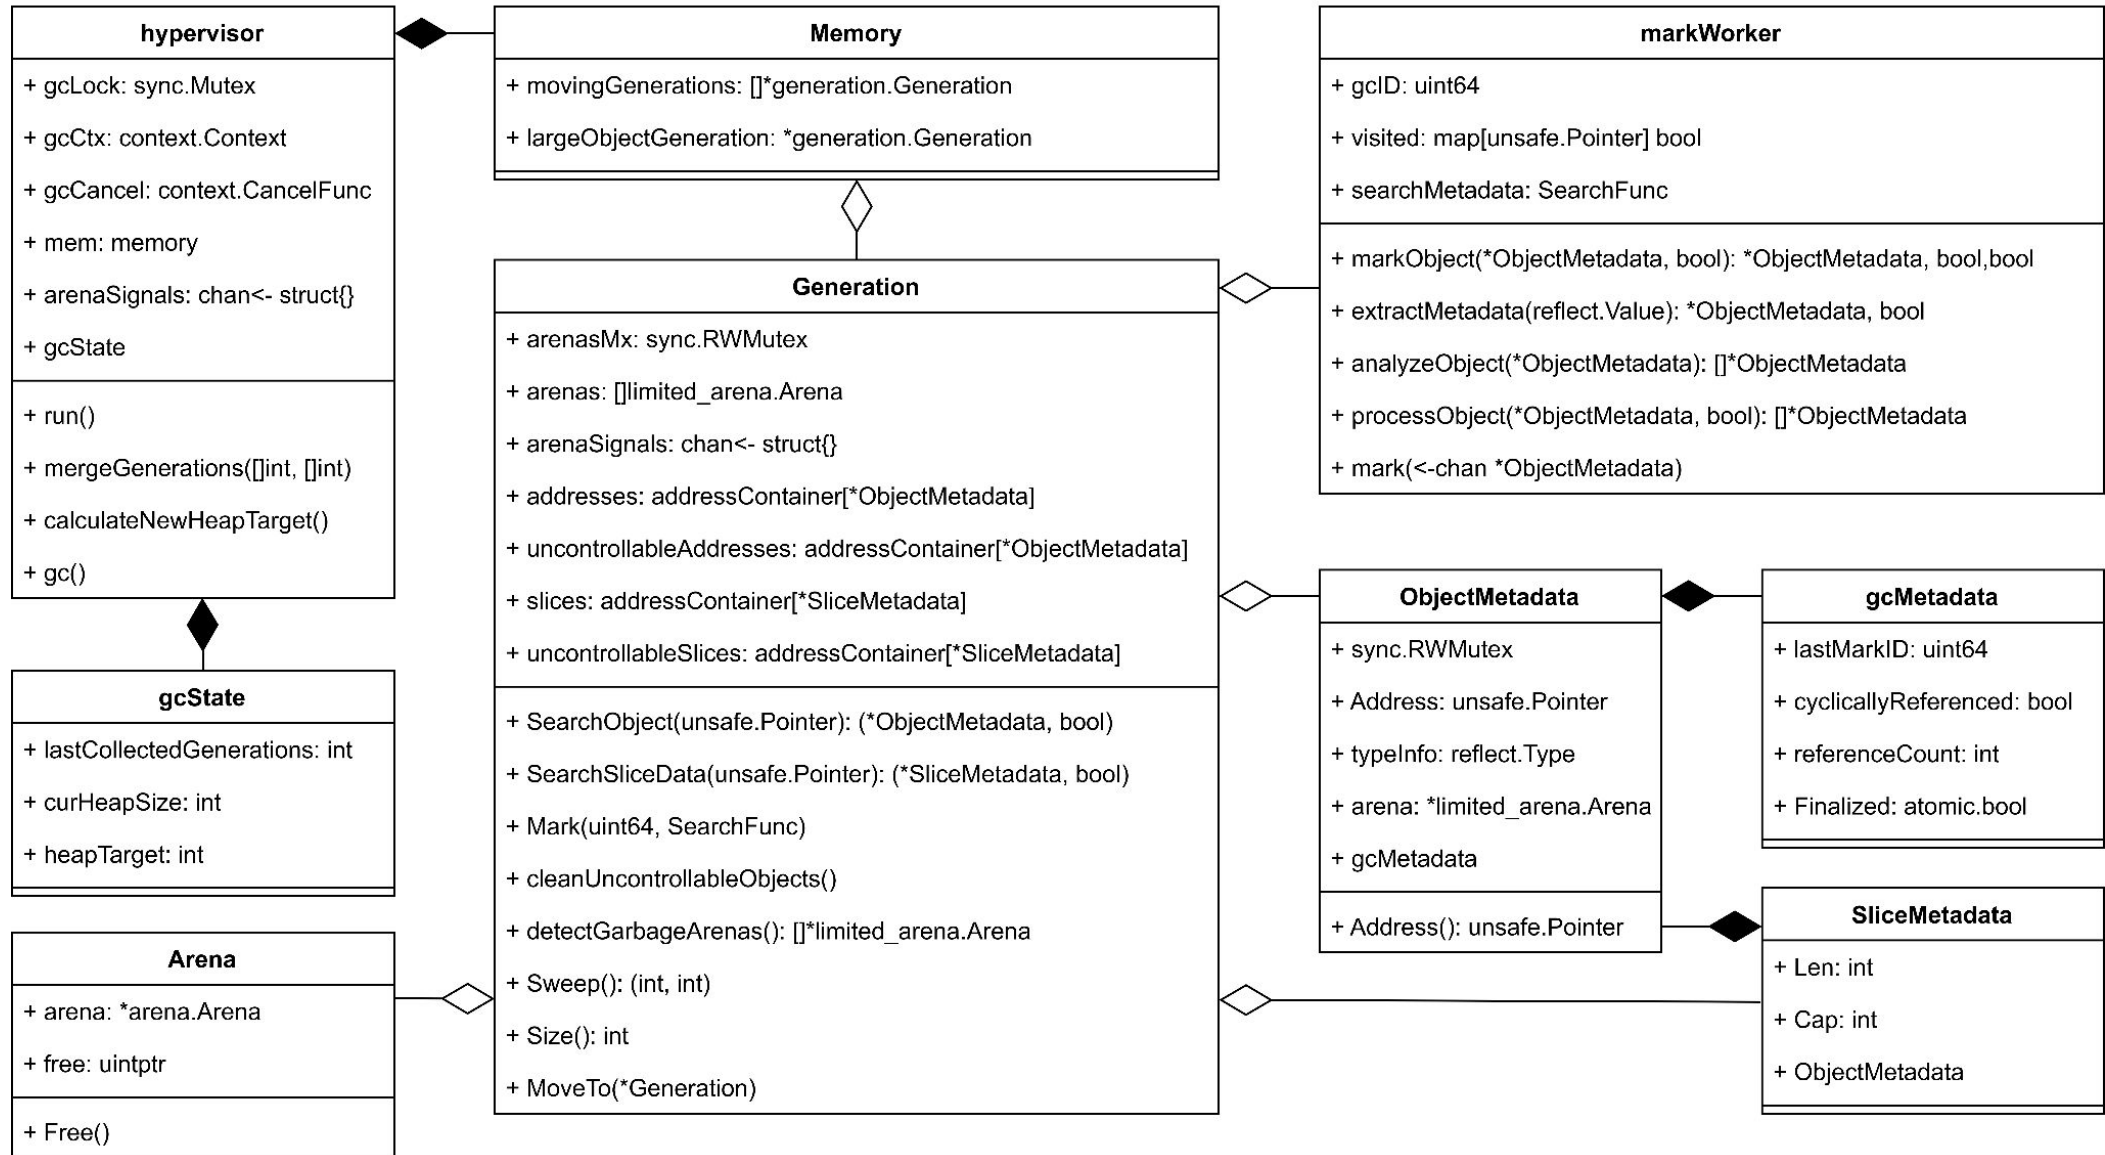 hypervisor
+ gcLock: sync.Mutex
+ gcCtx: context.Context
+ gcCancel: context.CancelFunc
+ mem: memory
+ arenaSignals: chan<- struct{}
+ gcState
+ run()
+ mergeGenerations([]int, []int)
+ calculateNewHeapTarget()
+ gc()
Memory
+ movingGenerations: []*generation.Generation
+ largeObjectGeneration: *generation.Generation
markWorker
+ gcID: uint64
+ visited: map[unsafe.Pointer] bool
+ searchMetadata: SearchFunc
+ markObject(*ObjectMetadata, bool): *ObjectMetadata, bool,bool
+ extractMetadata(reflect.Value): *ObjectMetadata, bool
+ analyzeObject(*ObjectMetadata): []*ObjectMetadata
+ processObject(*ObjectMetadata, bool): []*ObjectMetadata
+ mark(<-chan *ObjectMetadata)
Generation
+ arenasMx: sync.RWMutex
+ arenas: []limited_arena.Arena
+ arenaSignals: chan<- struct{}
+ addresses: addressContainer[*ObjectMetadata]
+ uncontrollableAddresses: addressContainer[*ObjectMetadata]
+ slices: addressContainer[*SliceMetadata]
+ uncontrollableSlices: addressContainer[*SliceMetadata]
+ SearchObject(unsafe.Pointer): (*ObjectMetadata, bool)
+ SearchSliceData(unsafe.Pointer): (*SliceMetadata, bool)
+ Mark(uint64, SearchFunc)
+ cleanUncontrollableObjects()
+ detectGarbageArenas(): []*limited_arena.Arena
+ Sweep(): (int, int)
+ Size(): int
+ MoveTo(*Generation)
ObjectMetadata
+ sync.RWMutex
+ Address: unsafe.Pointer
+ typeInfo: reflect.Type
+ arena: *limited_arena.Arena
+ gcMetadata
+ Address(): unsafe.Pointer
gcMetadata
+ lastMarkID: uint64
+ cyclicallyReferenced: bool
+ referenceCount: int
+ Finalized: atomic.bool
gcState
+ lastCollectedGenerations: int
+ curHeapSize: int
+ heapTarget: int
SliceMetadata
+ Len: int
+ Cap: int
+ ObjectMetadata
Arena
+ arena: *arena.Arena
+ free: uintptr
+ Free()